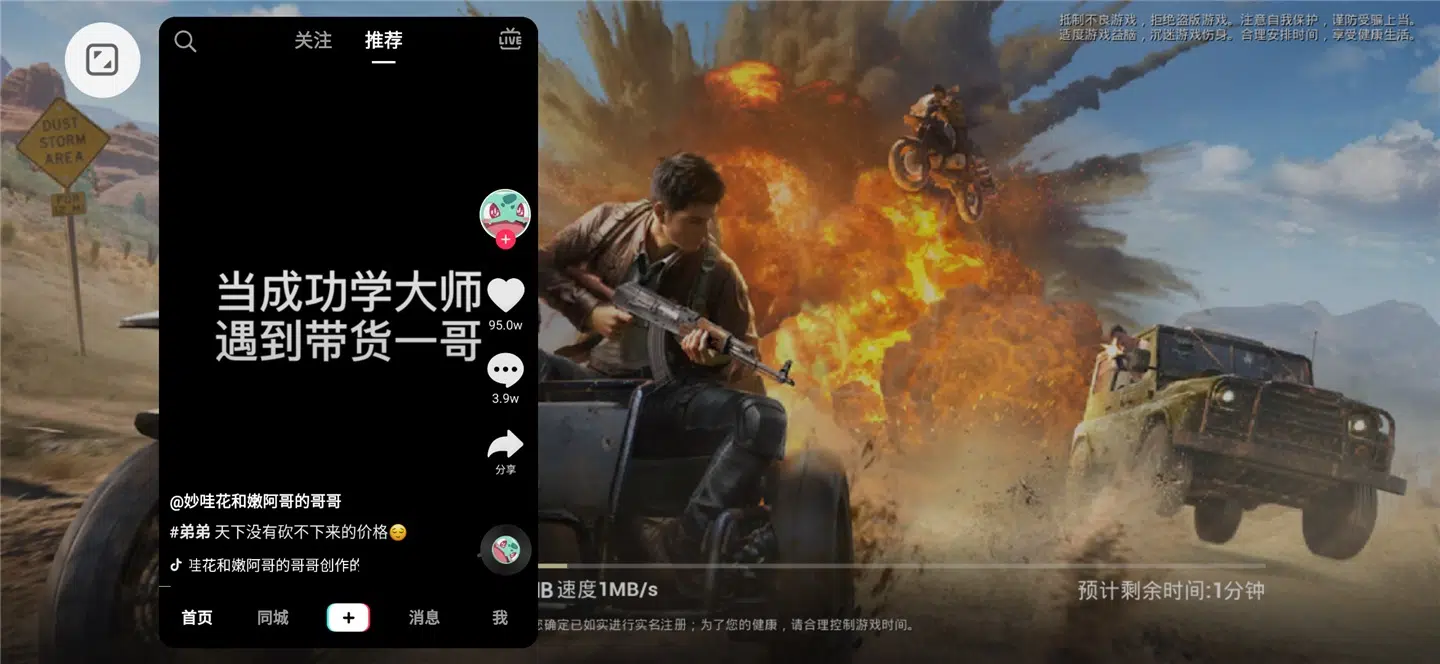 抵制不良游戏，拒绝盗版游戏。注意自我保护，谨防受骗上当。
适度游戏益脑，沉迷游戏伤身。合理安排时间，享受健康生活。
DUST
STORM
AREA
FOR
关注 推荐 LIVE
当成功学大师
遇到带货一哥
95.0w
3.9w
分享
@妙哇花和嫩阿哥的哥哥
#弟弟 天下没有砍不下来的价格😌
哇花和嫩阿哥的哥哥创作的
首页 同城 消息 我
B 速度1MB/s
预计剩余时间:1分钟
确定已如实进行实名注册；为了您的健康，请合理控制游戏时间。